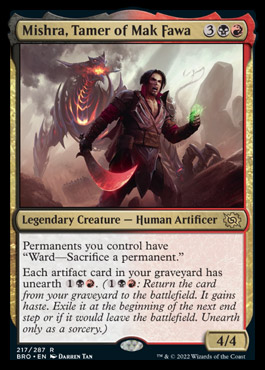 Mishra, Tamer of Mak Fawa 3
Legendary Creature — Human Artificer
Permanents you control have
"Ward—Sacrifice a permanent."
Each artifact card in your graveyard has
unearth 1. (1: Return the
card from your graveyard to the battlefield. It gains
haste. Exile it at the beginning of the next end
step or if it would leave the battlefield. Unearth
only as a sorcery.)
4/4
217/287 R
BRO • EN DARREN TAN
™ & © 2022 Wizards of the Coast